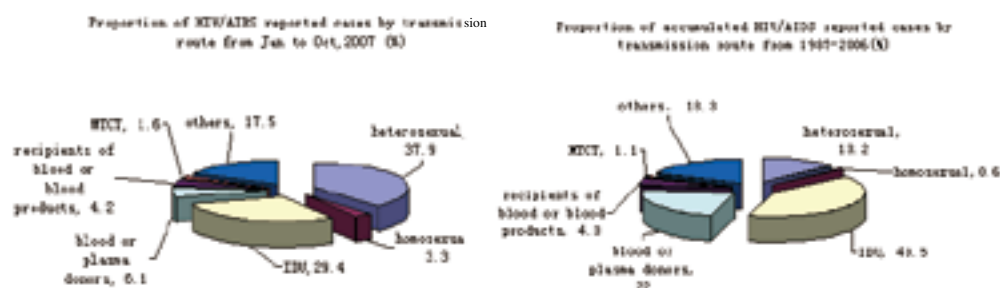 Proportion of HIV/AIDS reported cases by transmission
route from Jan to Oct, 2007 (%)
MTCT, 1.6
others, 17.5
heterosexual,
37.9
recipients of
blood or
blood
products, 4.2
blood or
plasma
donors, 6.1
IDU, 29.4
homosexua
3.3
Proportion of accumulated HIV/AIDS reported cases by
transmission route from 1985-2006(%)
others,
MTCT, 1.1
heterosexual,
13.2
homosexual, 0.6
recipients
of blood or blood
products, 4.3
blood or
plasma donors,
IDU,